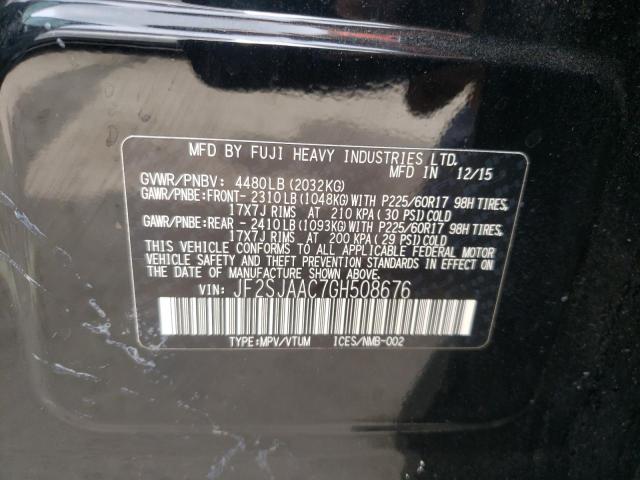 MFD BY FUJI HEAVY INDUSTRIES LTD.
MFD IN 12/15
GVWR/PNBV: 4480LB (2032KG)
GAWR/PNBE:FRONT- 2310LB (1048KG) WITH P225/60R17 98H TIRES,
17X7J RIMS AT 210 KPA (30 PSI) COLD
GAWR/PNBE:REAR - 2410LB (1093KG) WITH P225/60R17 98H TIRES,
17X7J RIMS AT 200 KPA (29 PSI) COLD
THIS VEHICLE CONFORMS TO ALL APPLICABLE FEDERAL MOTOR
VEHICLE SAFETY AND THEFT PREVENTION STANDARDS IN EFFECT
ON THE DATE OF MANUFACTURE SHOWN ABOVE.
VIN: JF2SJAAC7GH508676
TYPE:MPV/VTUM ICES/NMB-002